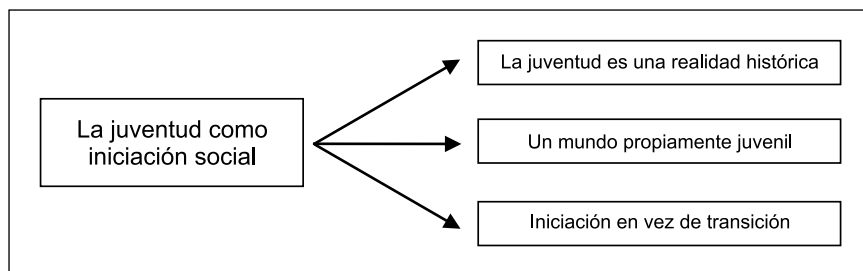 La juventud como
iniciación social
La juventud es una realidad histórica
Un mundo propiamente juvenil
Iniciación en vez de transición